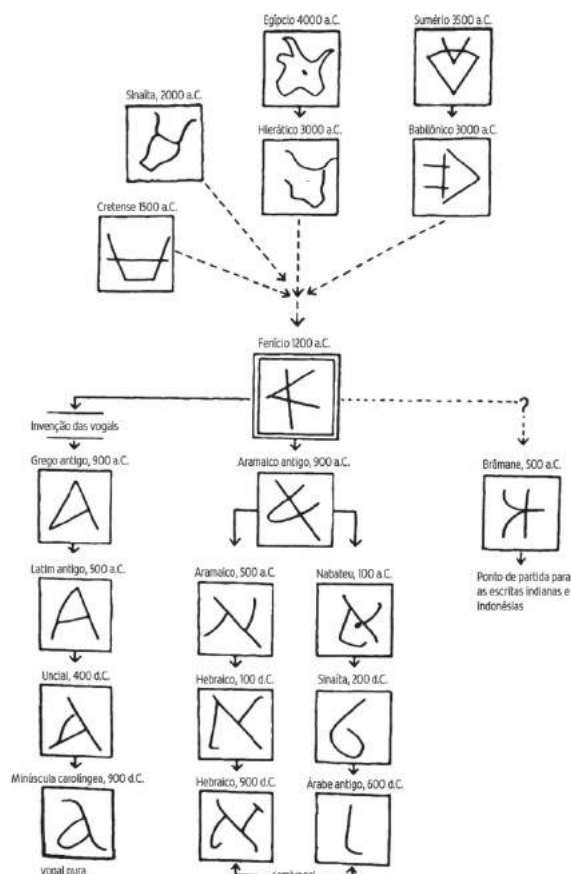 Egípcio 4000 a.C.
Sumério 3500 a.C.
Sinaíta, 2000 a.C.
Hierático 3000 a.C.
Babilônico 3000 a.C.
Cretense 1500 a.C.
Fenício 1200 a.C.
?
Invenção das vogais
Grego antigo, 900 a.C.
Aramaico antigo, 900 a.C.
Brâmane, 500 a.C.
Latim antigo, 500 a.C.
Aramaico, 500 a.C
Nabateu, 100 a.C.
Ponto de partida para
as escritas indianas e
indonésias
Uncial, 400 d.C.
Hebraico, 100 d.C
Sinaíta, 200 d.C.
Minúscula carolíngea, 900 d.C.
Hebraico, 900 d.C.
Árabe antigo, 600 d.C.
vogal pura